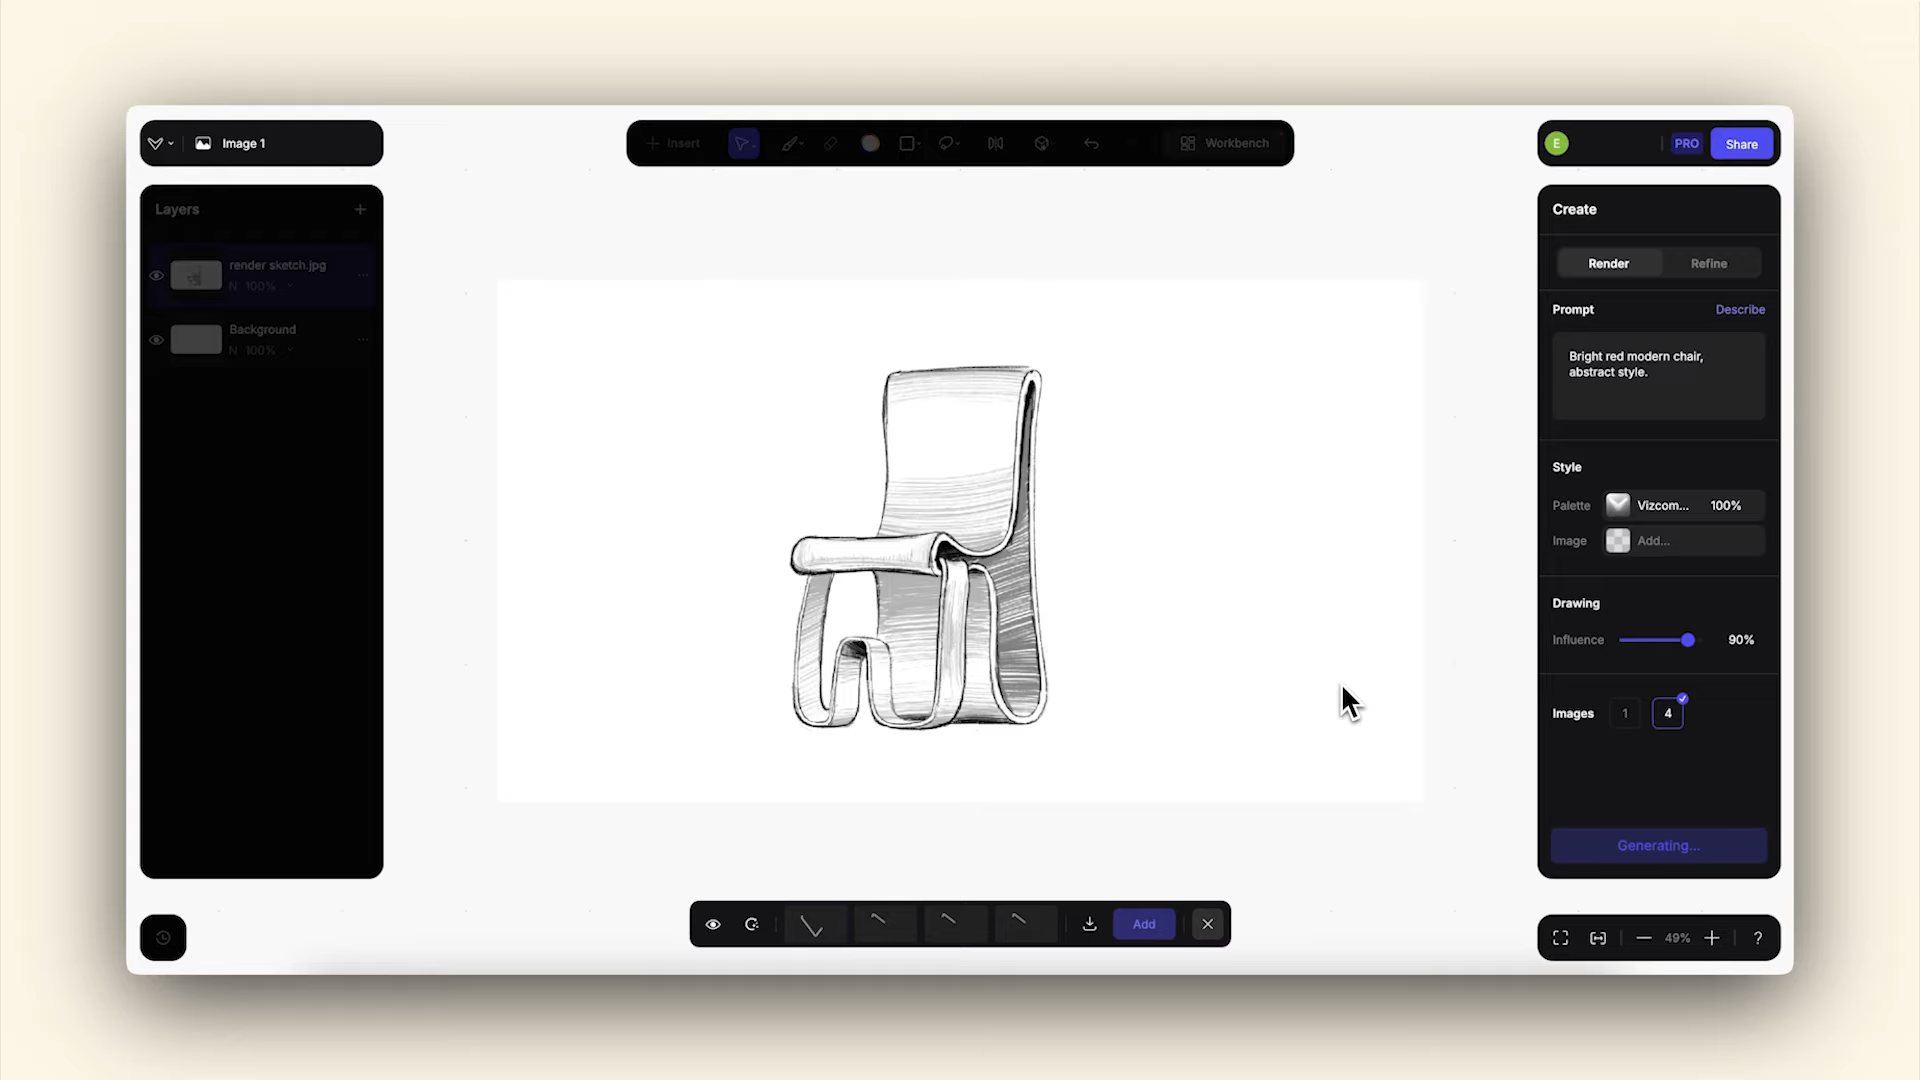 Image 1
Insert
Workbench
E
PRO
Share
Layers
render sketch.jpg
N 100%
Background
N 100%
Create
Render
Refine
Prompt
Describe
Bright red modern chair,
abstract style.
Style
Palette
Vizcom...
100%
Image
Add...
Drawing
Influence
90%
Images
1
4
Generating...
Add
49%
?